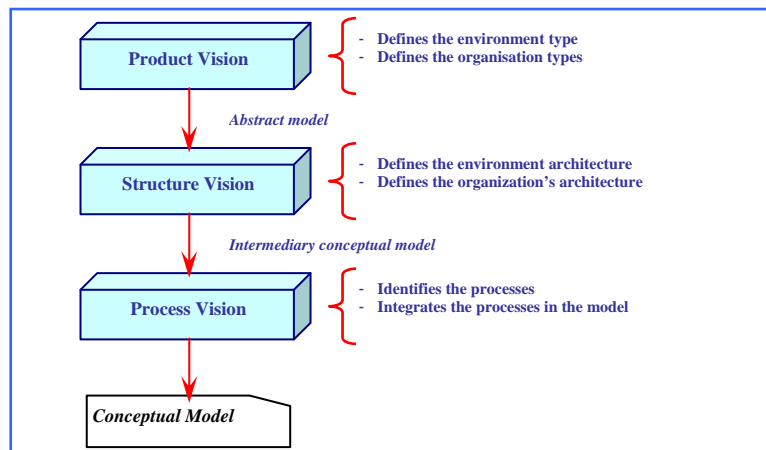 Product Vision
- Defines the environment type
- Defines the organisation types
Abstract model
Structure Vision
- Defines the environment architecture
- Defines the organization's architecture
Intermediary conceptual model
Process Vision
- Identifies the processes
- Integrates the processes in the model
Conceptual Model